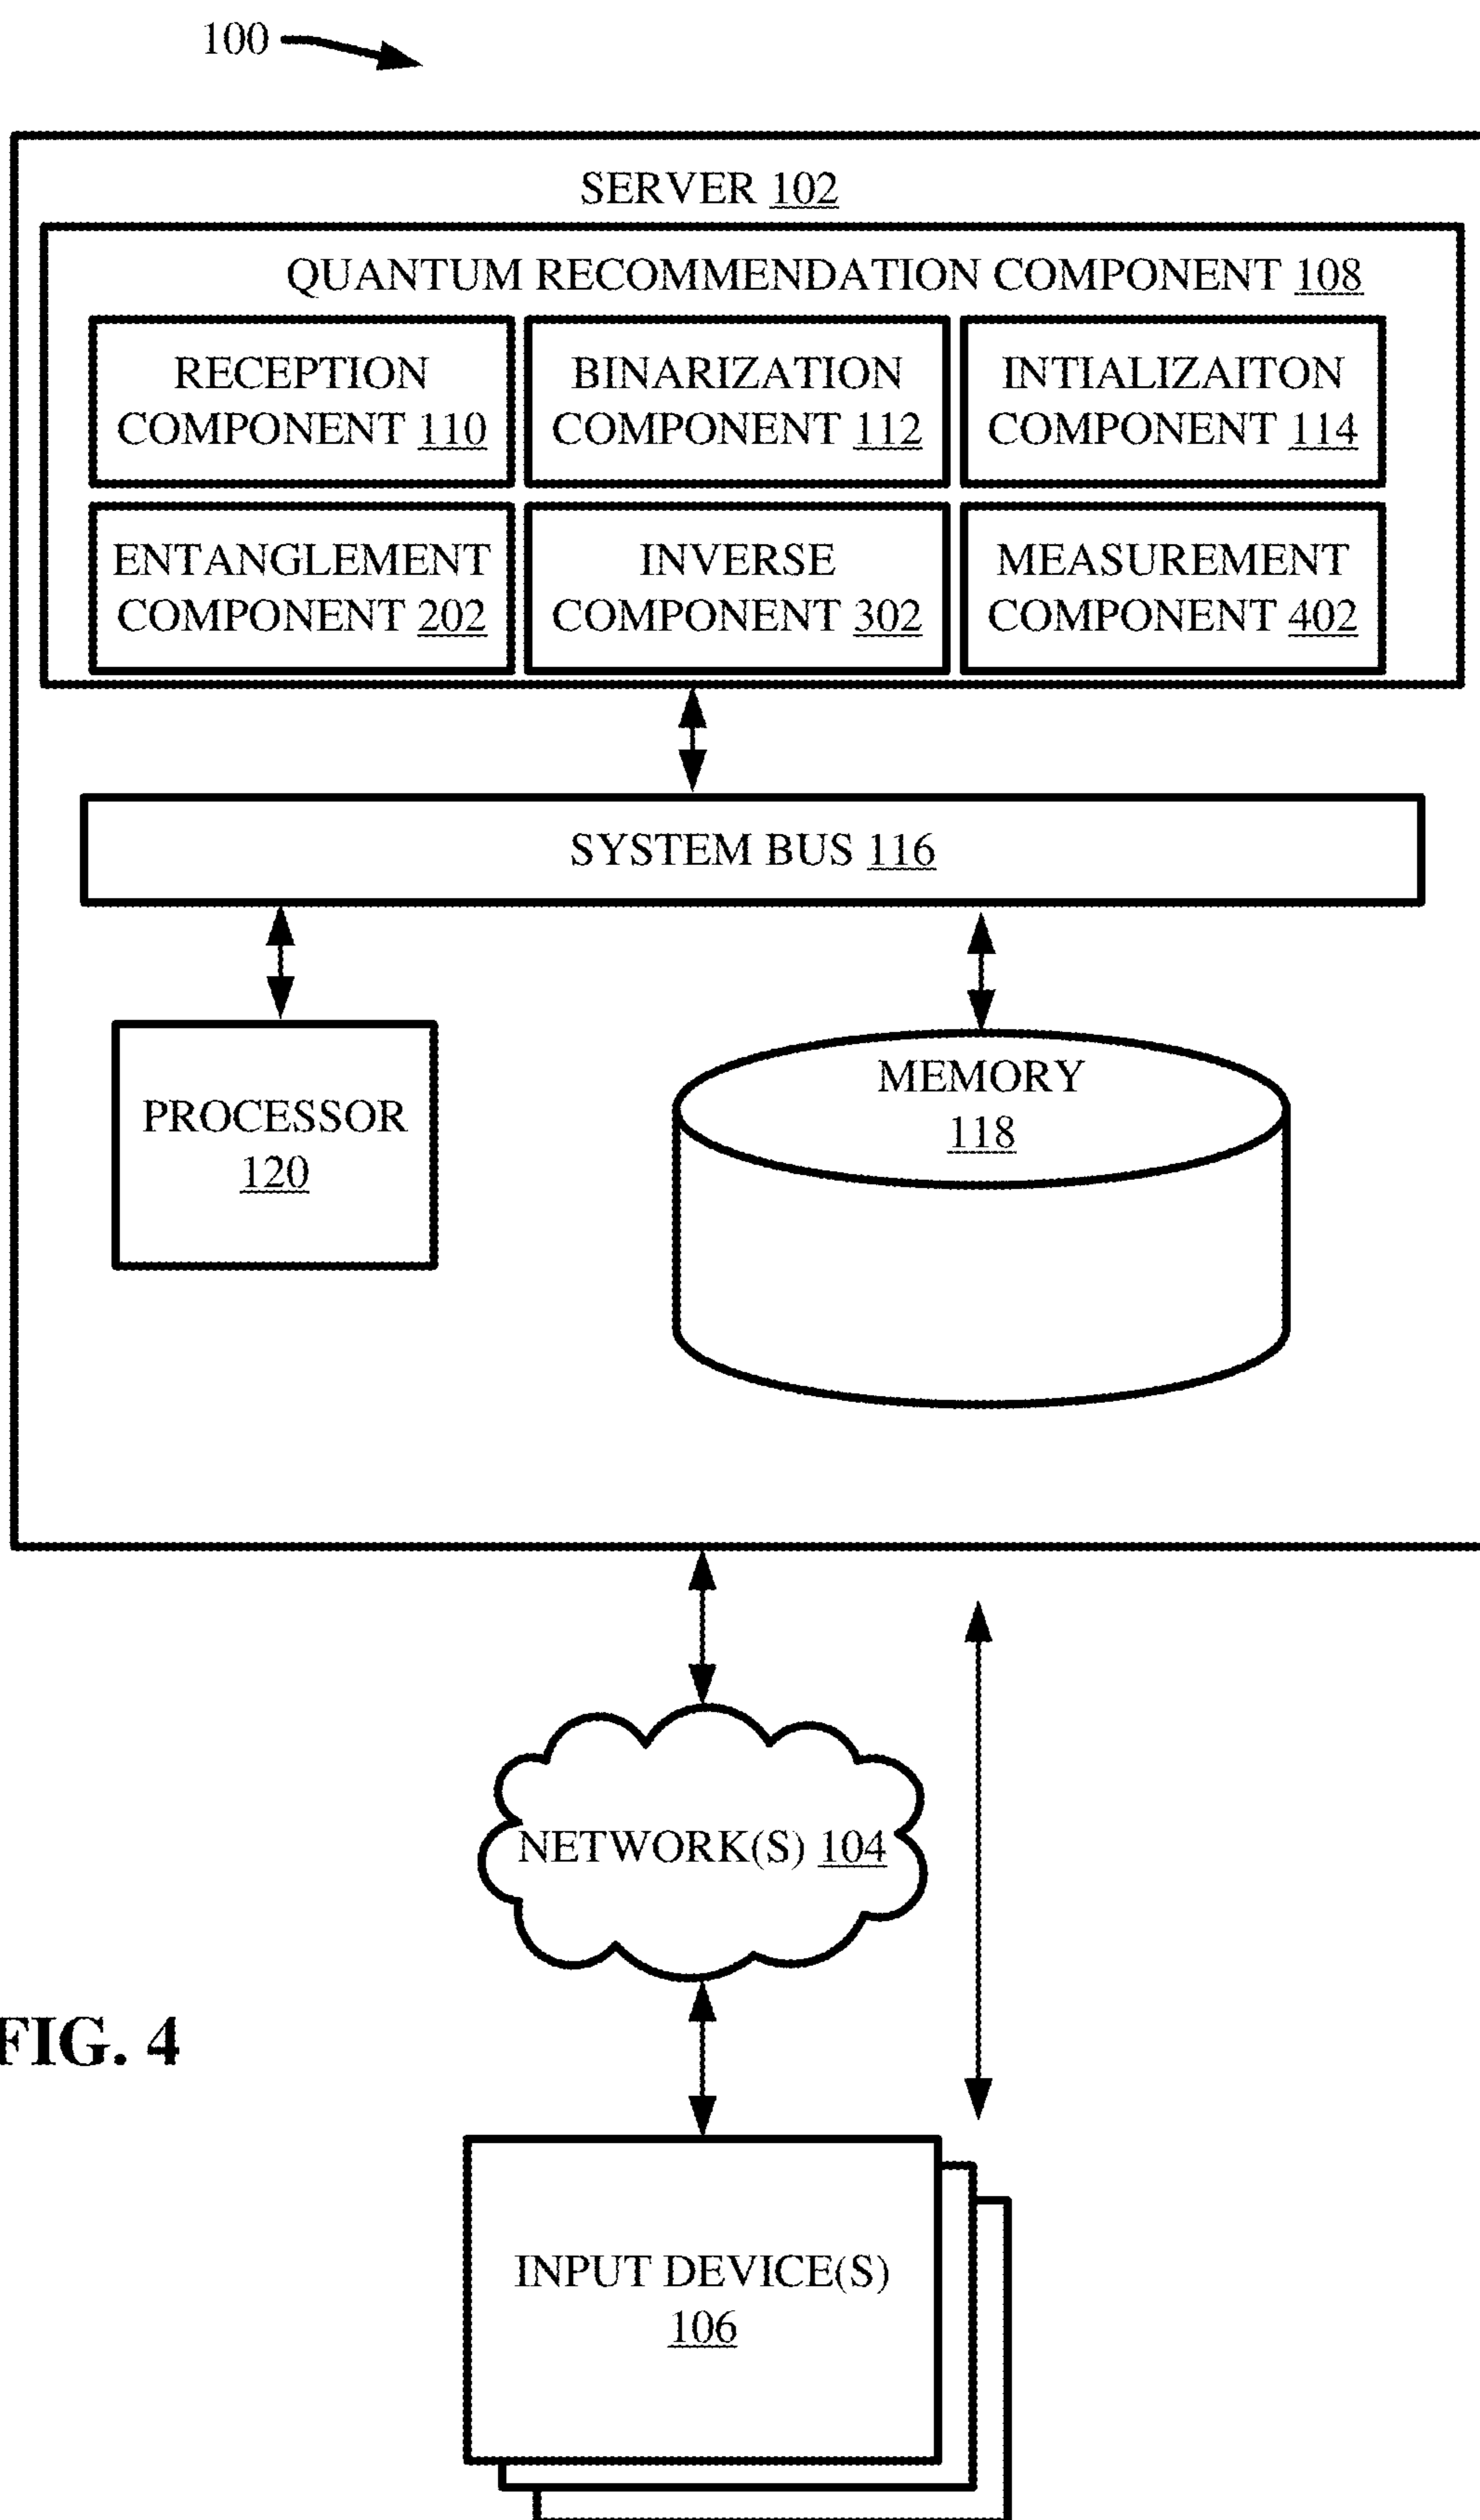 100
SERVER 102
QUANTUM RECOMMENDATION COMPONENT 108
RECEPTION
COMPONENT 110
BINARIZATION
COMPONENT 112
INTIALIZAITON
COMPONENT 114
ENTANGLEMENT
COMPONENT 202
INVERSE
COMPONENT 302
MEASUREMENT
COMPONENT 402
SYSTEM BUS 116
PROCESSOR
120
MEMORY
118
NETWORK(S) 104
FIG. 4
INPUT DEVICE(S)
106